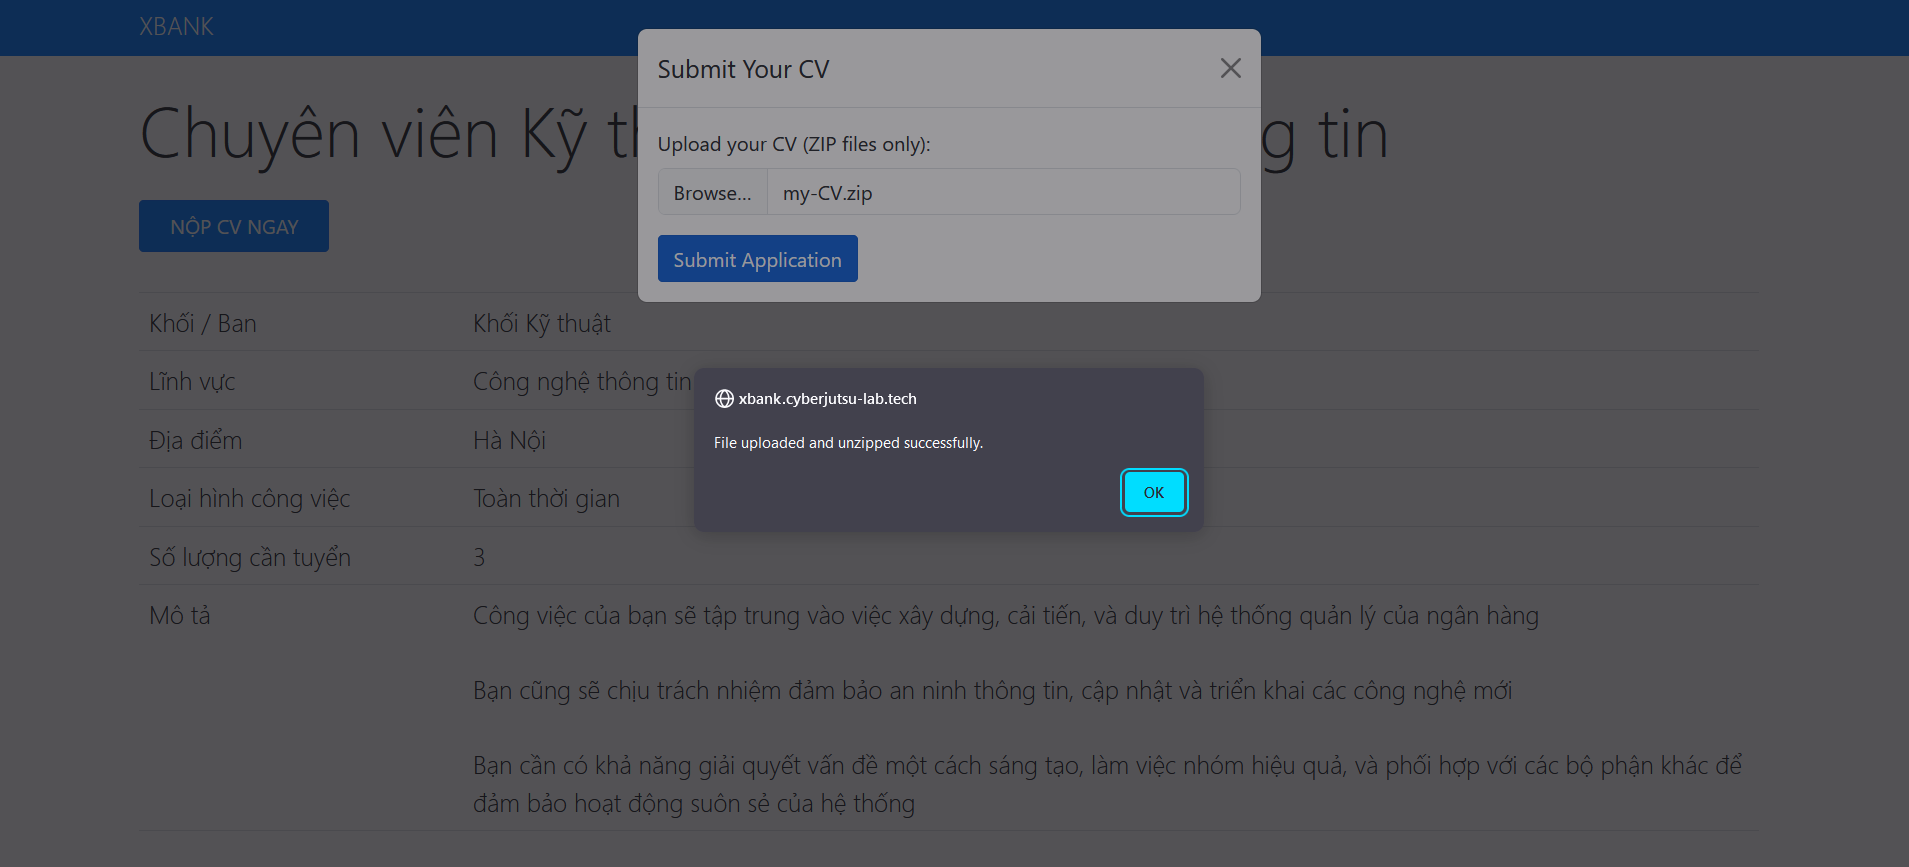 XBANK
Submit Your CV
Chuyên viên Kỹ th
g tin
Upload your CV (ZIP files only):
Browse...
my-CV.zip
NỘP CV NGAY
Submit Application
Khối / Ban
Khối Kỹ thuật
Lĩnh vực
Công nghệ thông tin
xbank.cyberjutsu-lab.tech
Địa điểm
Hà Nội
File uploaded and unzipped successfully.
Loại hình công việc
Toàn thời gian
OK
Số lượng cần tuyển
3
Mô tả
Công việc của bạn sẽ tập trung vào việc xây dựng, cải tiến, và duy trì hệ thống quản lý của ngân hàng
Bạn cũng sẽ chịu trách nhiệm đảm bảo an ninh thông tin, cập nhật và triển khai các công nghệ mới
Bạn cần có khả năng giải quyết vấn đề một cách sáng tạo, làm việc nhóm hiệu quả, và phối hợp với các bộ phận khác để
đảm bảo hoạt động suôn sẻ của hệ thống